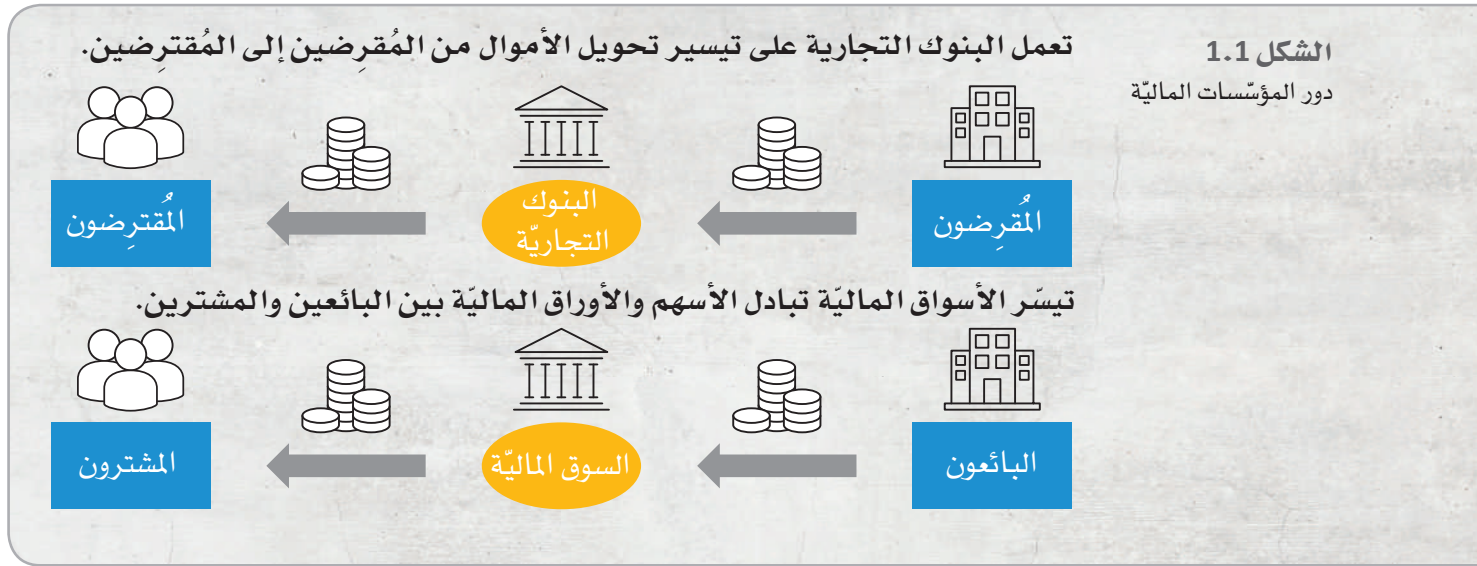 الشكل 1.1
دور المؤسّسات الماليّة
تعمل البنوك التجارية على تيسير تحويل الأموال من المُقرِضين إلى المُقترِضين.
المُقرِضون
البنوك
التجاريّة
المُقترِضون
تيسّر الأسواق الماليّة تبادل الأسهم والأوراق الماليّة بين البائعين والمشترين.
البائعون
السوق الماليّة
المشترون